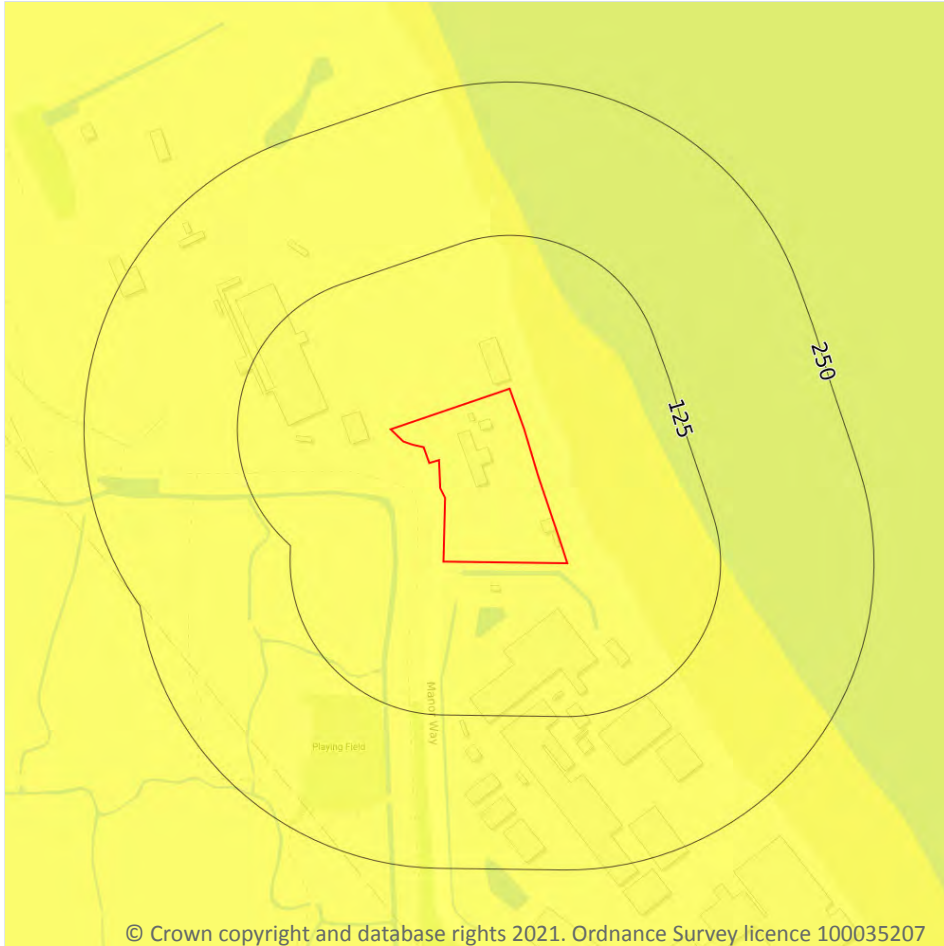 250
125
Manor Way
Playing Field
© Crown copyright and database rights 2021. Ordnance Survey licence 100035207